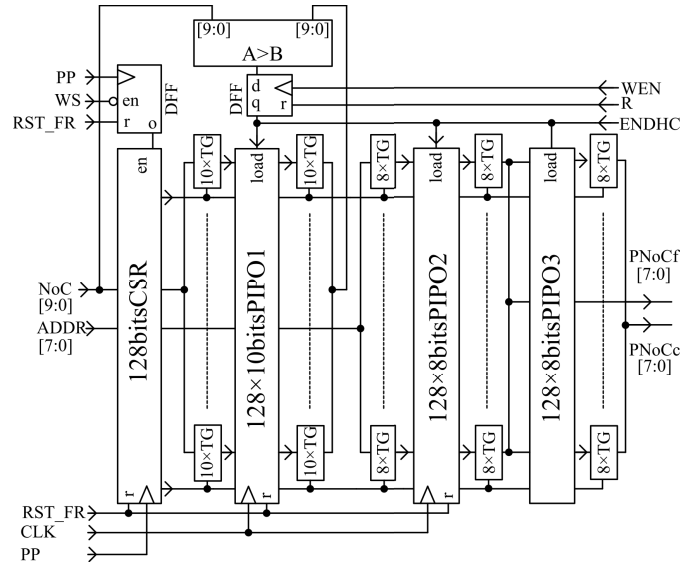 [9:0] [9:0]
A>B
PP
WS
RST_FR
en
r
o
DFF
DFF
d
q
r
WEN
R
ENDHC
en
load
load
load
10×TG
10×TG
8×TG
8×TG
8×TG
NoC
[9:0]
ADDR
[7:0]
128bitsCSR
128×10bitsPIPO1
128×8bitsPIPO2
128×8bitsPIPO3
PNoCf
[7:0]
PNoCc
[7:0]
10×TG
10×TG
8×TG
8×TG
8×TG
r
r
r
RST_FR
CLK
PP